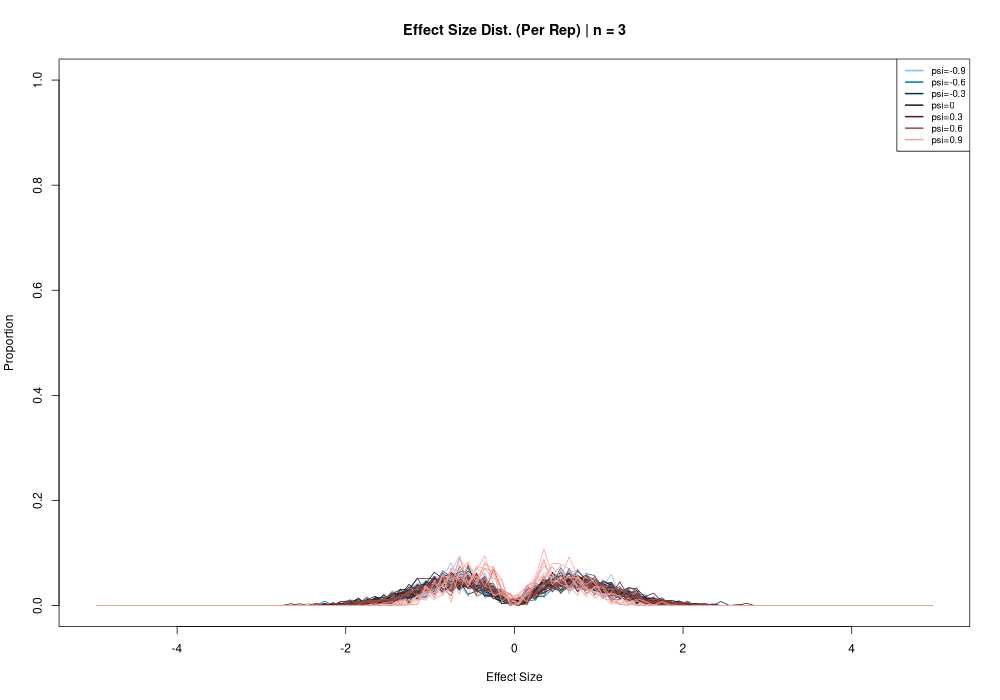 Effect Size Dist. (Per Rep) | n = 3
psi=-0.9
psi=-0.6
psi=-0.3
psi=0
psi=0.3
psi=0.6
psi=0.9
Proportion
1.0
0.8
0.6
0.4
0.2
0.0
-4 -2 0 2 4
Effect Size